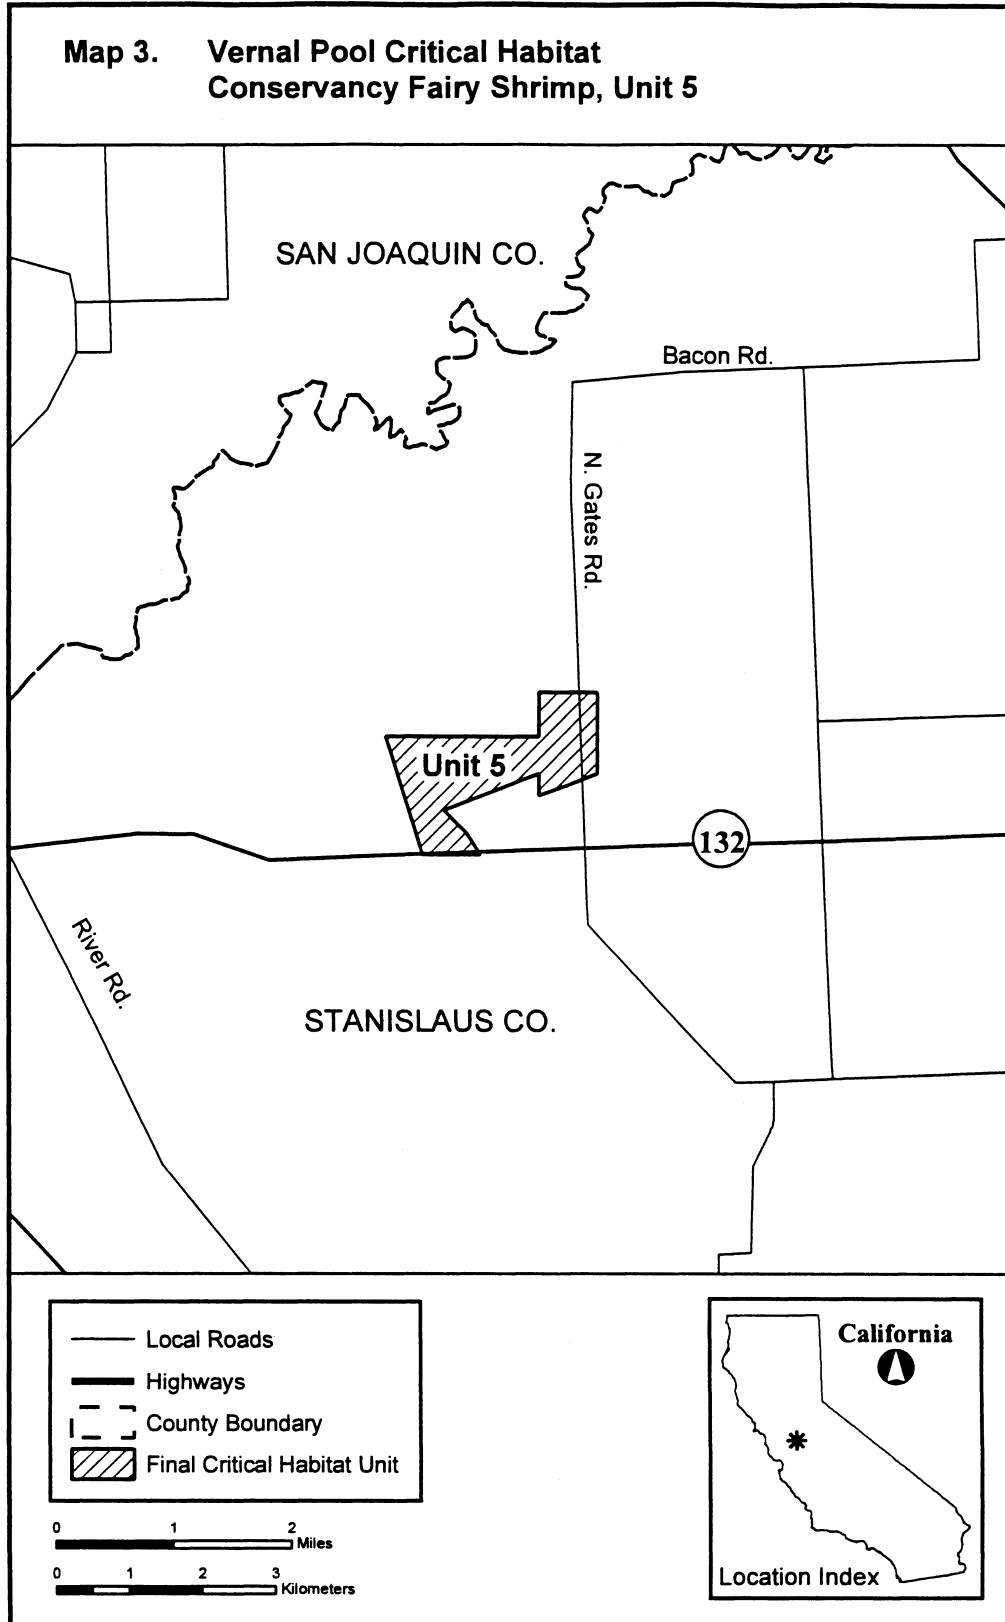 Map 3. Vernal Pool Critical Habitat
Conservancy Fairy Shrimp, Unit 5
SAN JOAQUIN CO.
Bacon Rd.
N. Gates Rd.
Unit 5
132
River Rd.
STANISLAUS CO.
Local Roads
Highways
County Boundary
Final Critical Habitat Unit
0 1 2
Miles
0 1 2 3
Kilometers
California
Location Index